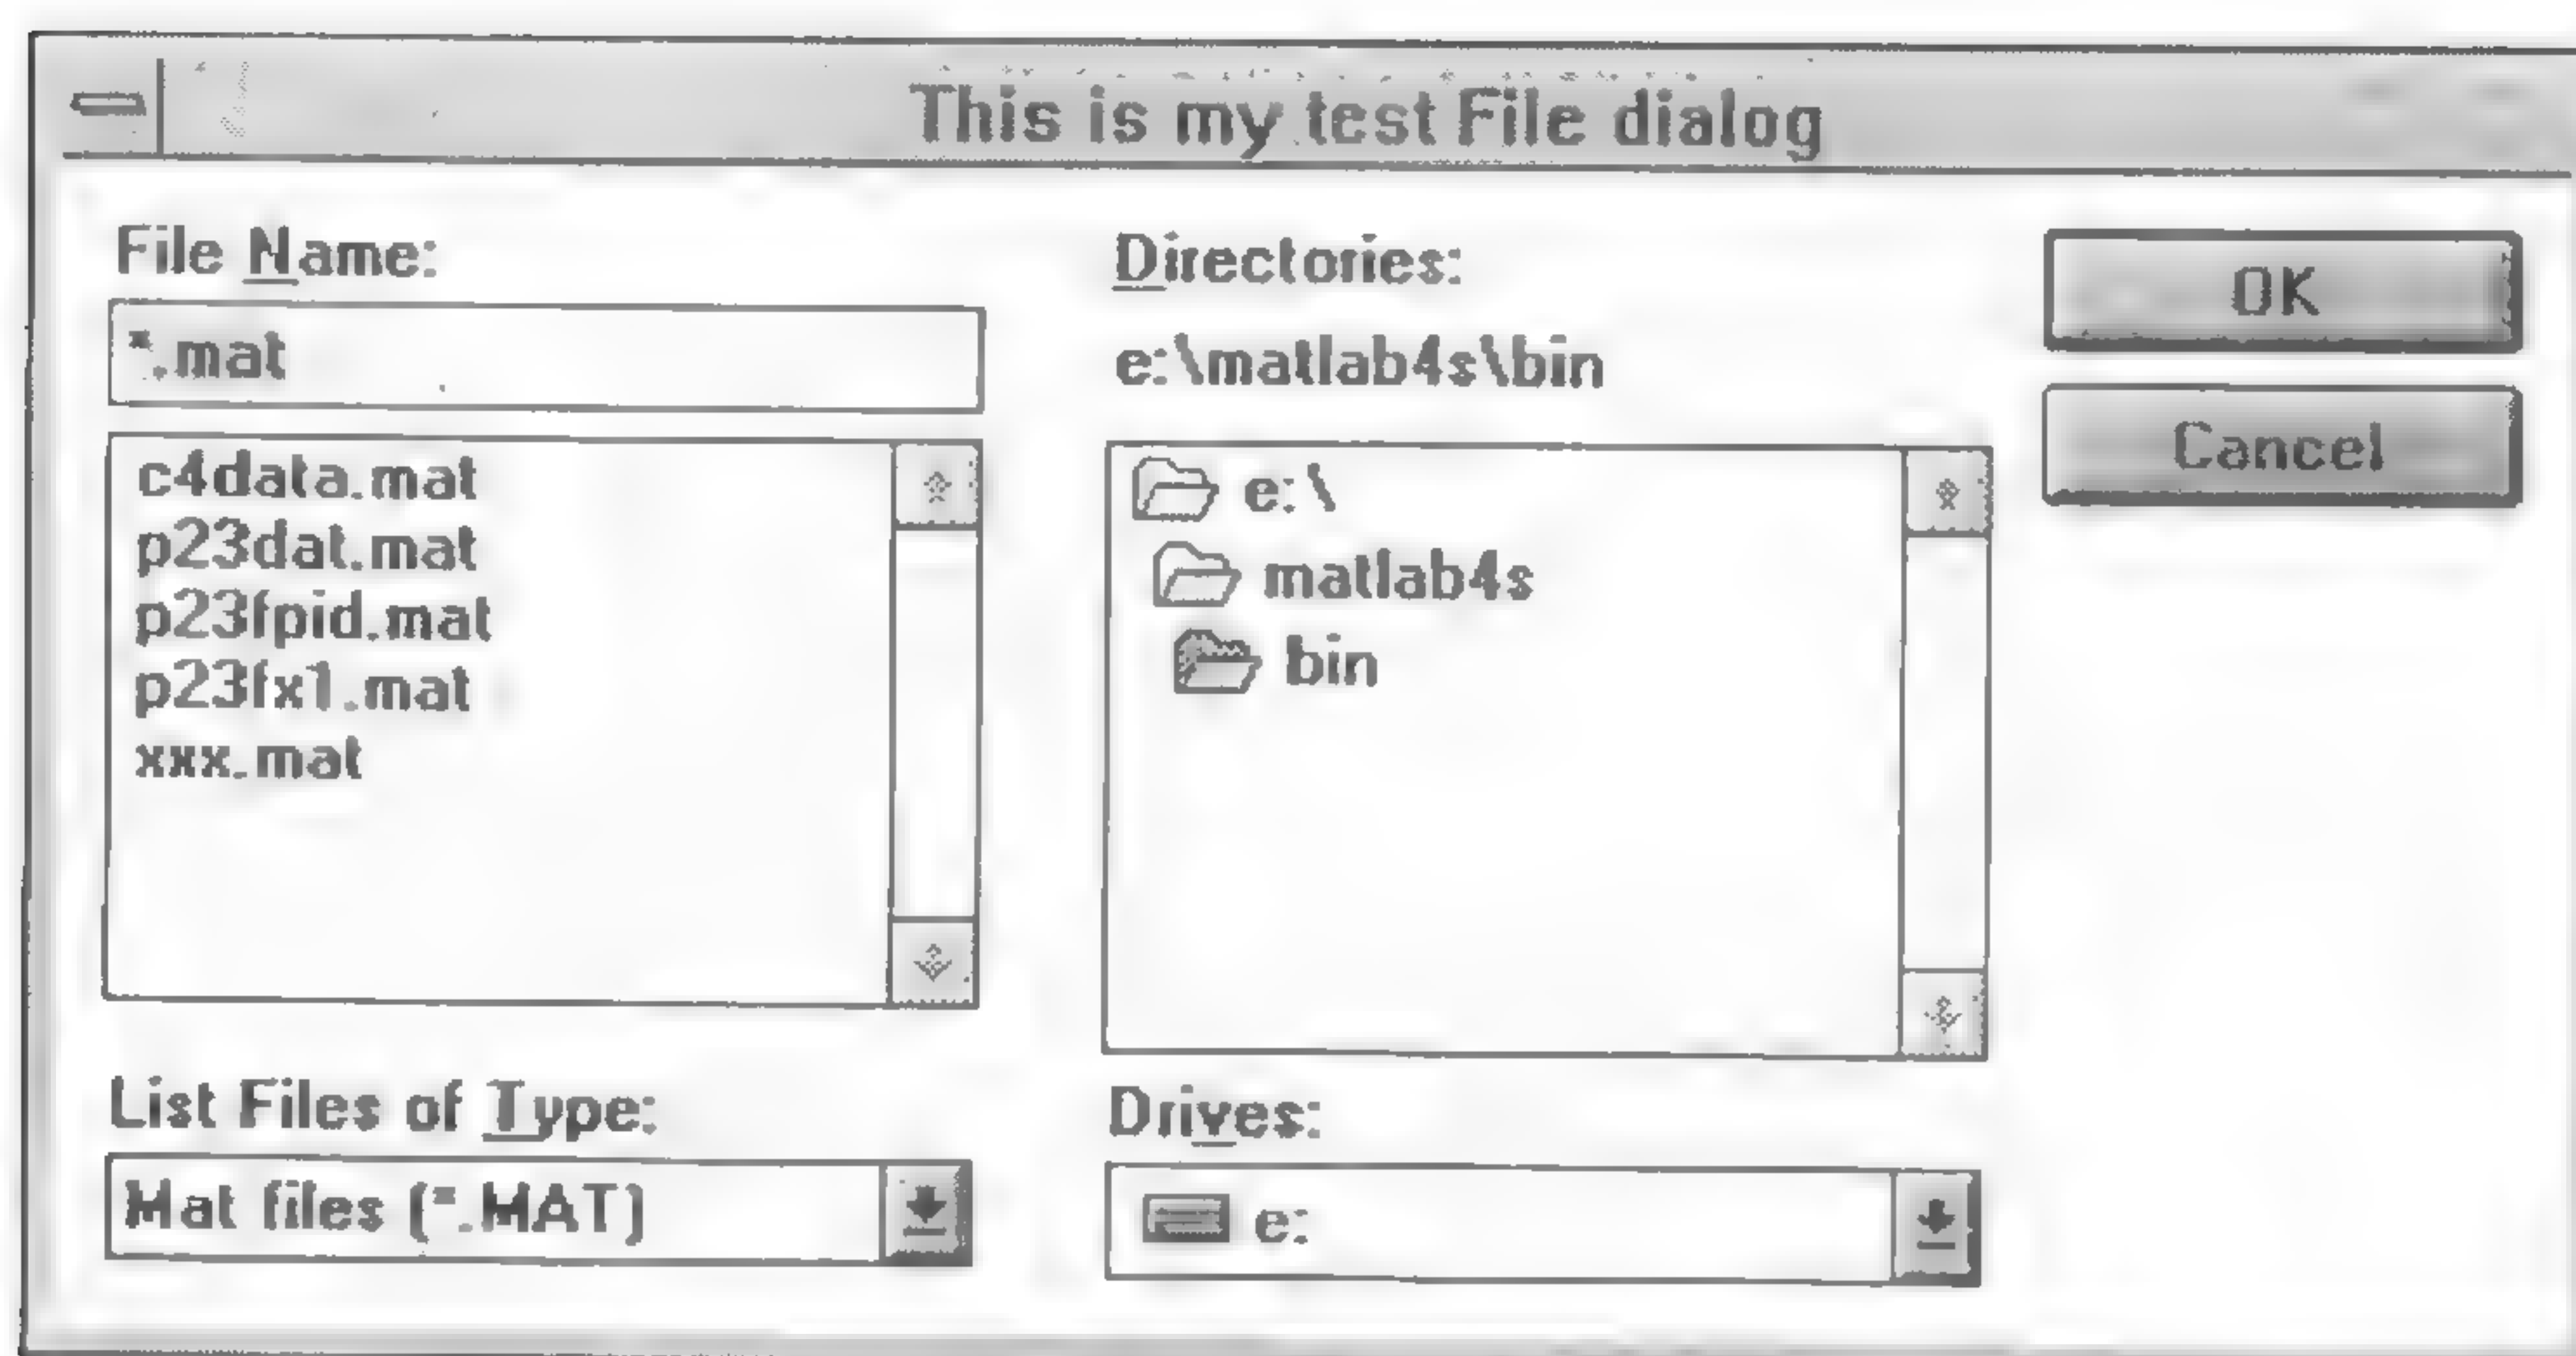 This is my test File dialog
File Name:
*.mat
c4data.mat
p23dat.mat
p23fpid.mat
p23fx1.mat
xxx.mat
List Files of Type:
Mat files (*.MAT)
Directories:
e:\matlab4s\bin
e:\
matlab4s
bin
Drives:
e:
OK
Cancel